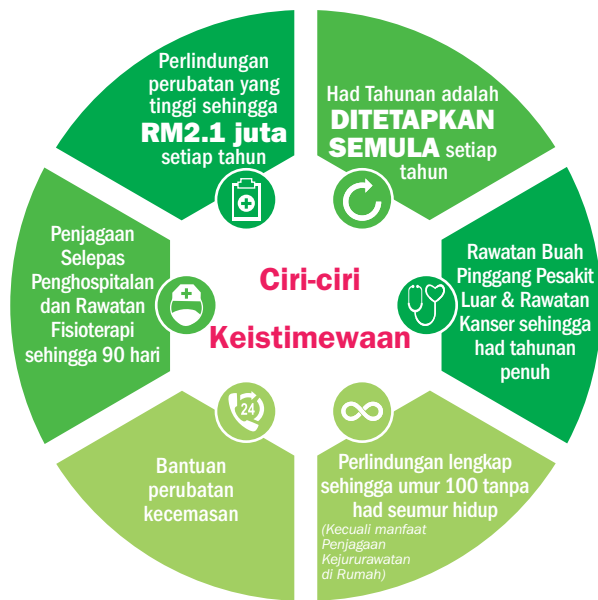 Perlindungan
perubatan yang
tinggi sehingga
RM2.1 juta
setiap tahun
Had Tahunan adalah
DITETAPKAN
SEMULA setiap
tahun
Penjagaan
Selepas
Penghospitalan
dan Rawatan
Fisioterapi
sehingga 90 hari
Ciri-ciri
Keistimewaan
Rawatan Buah
Pinggang Pesakit
Luar & Rawatan
Kanser sehingga
had tahunan
penuh
24
Bantuan
perubatan
kecemasan
Perlindungan lengkap
sehingga umur 100 tanpa
had seumur hidup
(Kecuali manfaat
Penjagaan
Kejururawatan
di Rumah)